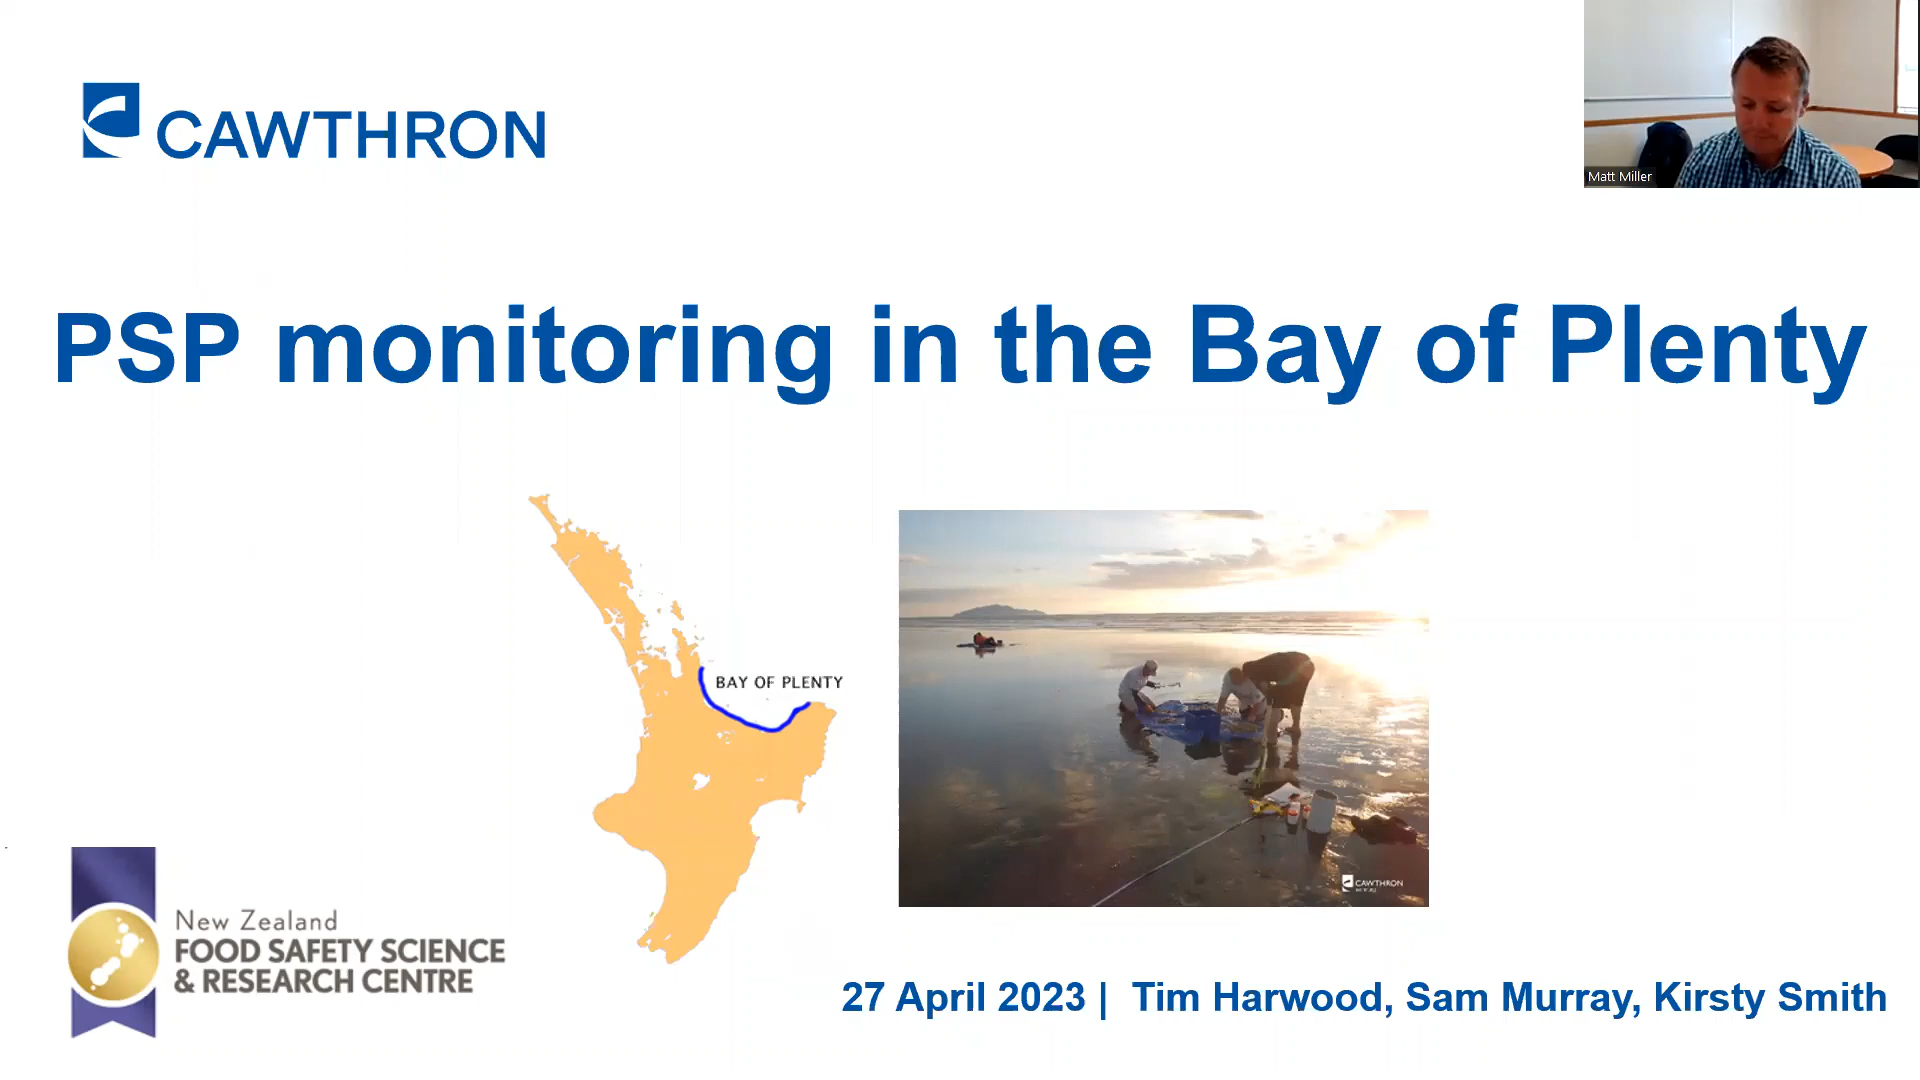 CAWTHRON
Matt Miller
PSP monitoring in the Bay of Plenty
BAY OF PLENTY
CAWTHRON
New Zealand
FOOD SAFETY SCIENCE
& RESEARCH CENTRE
27 April 2023 | Tim Harwood, Sam Murray, Kirsty Smith